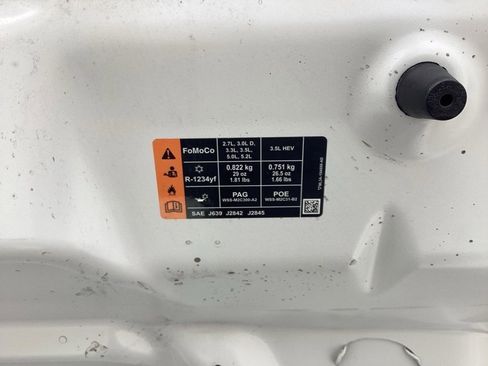 FoMoCo
2.7L, 3.0L D,
3.3L, 3.5L,
5.0L, 5.2L
3.5L HEV
R-1234yf
0.822 kg
29 oz
1.81 lbs
0.751 kg
26.5 oz
1.66 lbs
PAG
WSS-M2C300-A2
POE
WSS-M2C31-B2
SAE J639 J2842 J2845